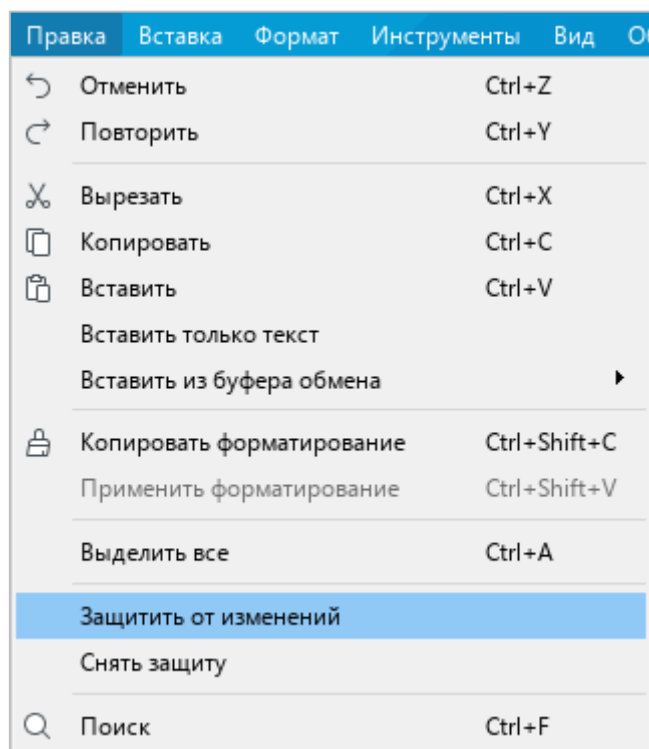 Правка Вставка Формат Инструменты Вид
Отменить Ctrl+Z
Повторить Ctrl+Y
Вырезать Ctrl+X
Копировать Ctrl+C
Вставить Ctrl+V
Вставить только текст
Вставить из буфера обмена
Копировать форматирование Ctrl+Shift+C
Применить форматирование Ctrl+Shift+V
Выделить все Ctrl+A
Защитить от изменений
Снять защиту
Поиск Ctrl+F